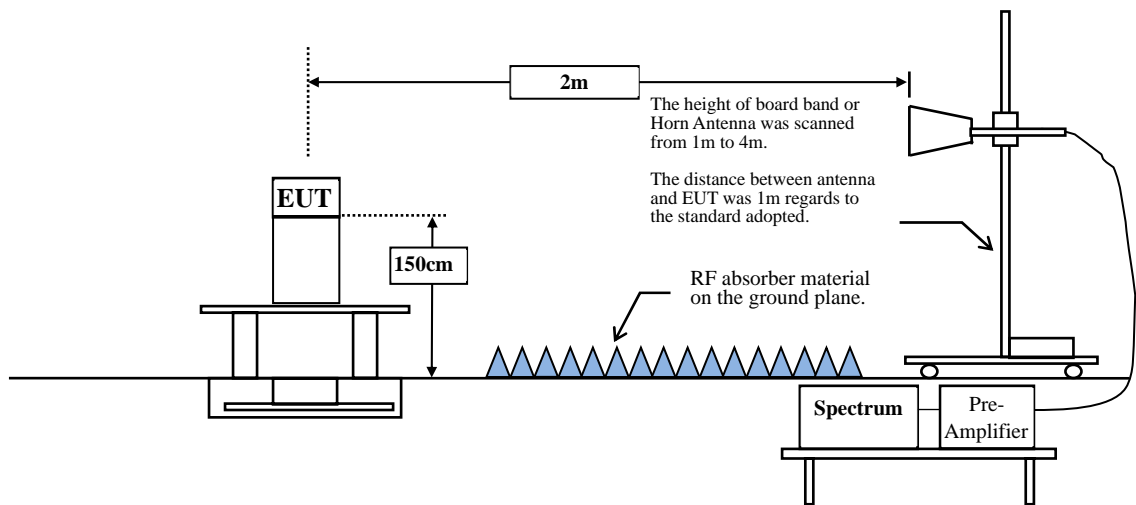 2m
The height of board band or
Horn Antenna was scanned
from 1m to 4m.
The distance between antenna
and EUT was 1m regards to
the standard adopted.
EUT
150cm
RF absorber material
on the ground plane.
Spectrum
Pre-
Amplifier